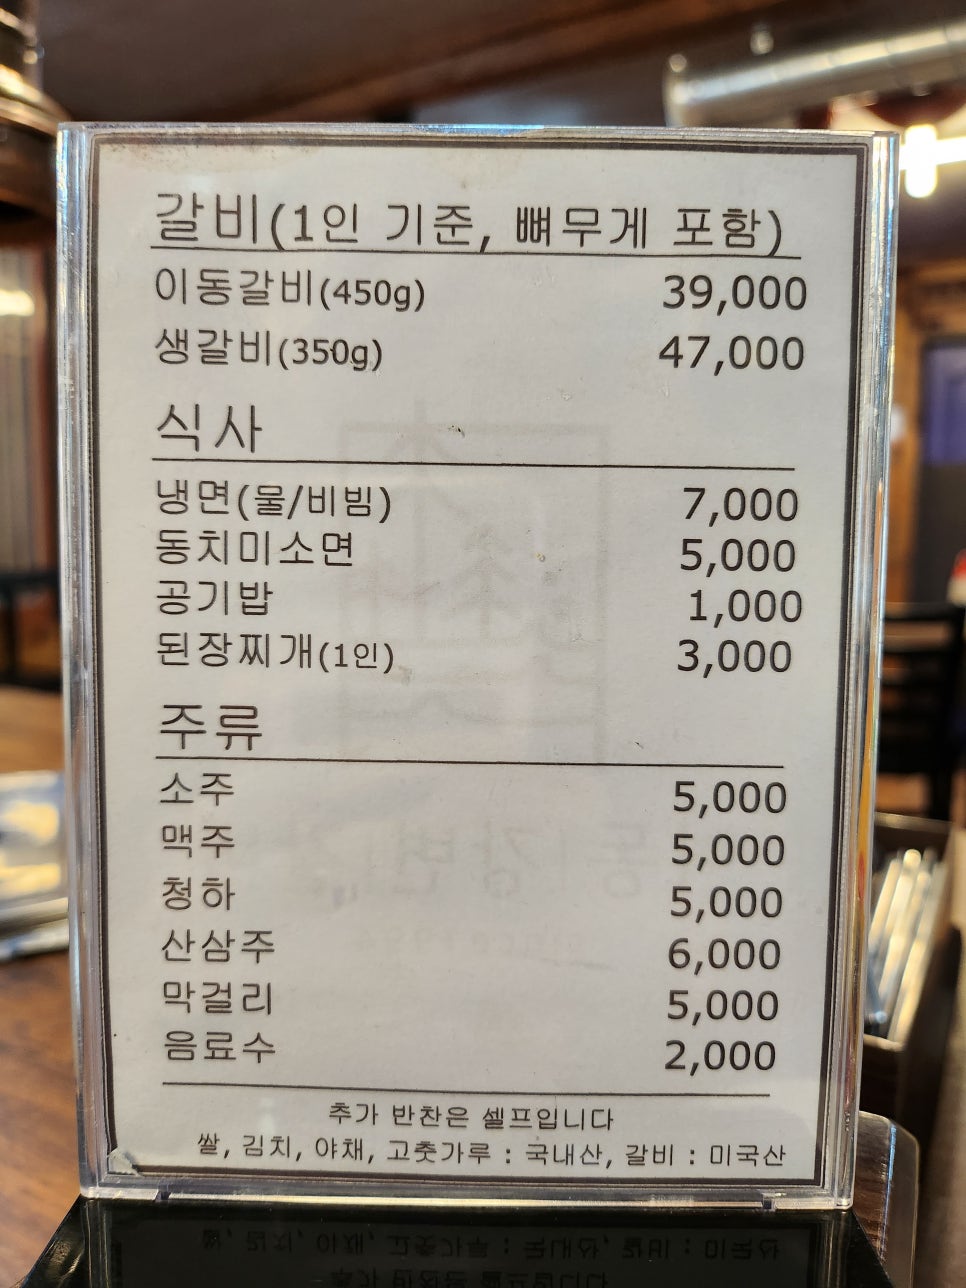 갈비(1인 기준, 뼈무게 포함)
이동갈비(450g) 39,000
생갈비(350g) 47,000
식사
냉면(물/비빔) 7,000
동치미소면 5,000
공기밥 1,000
된장찌개(1인) 3,000
주류
소주 5,000
맥주 5,000
청하 5,000
산삼주 6,000
막걸리 5,000
음료수 2,000
추가 반찬은 셀프입니다
쌀, 김치, 야채, 고춧가루 : 국내산, 갈비 : 미국산